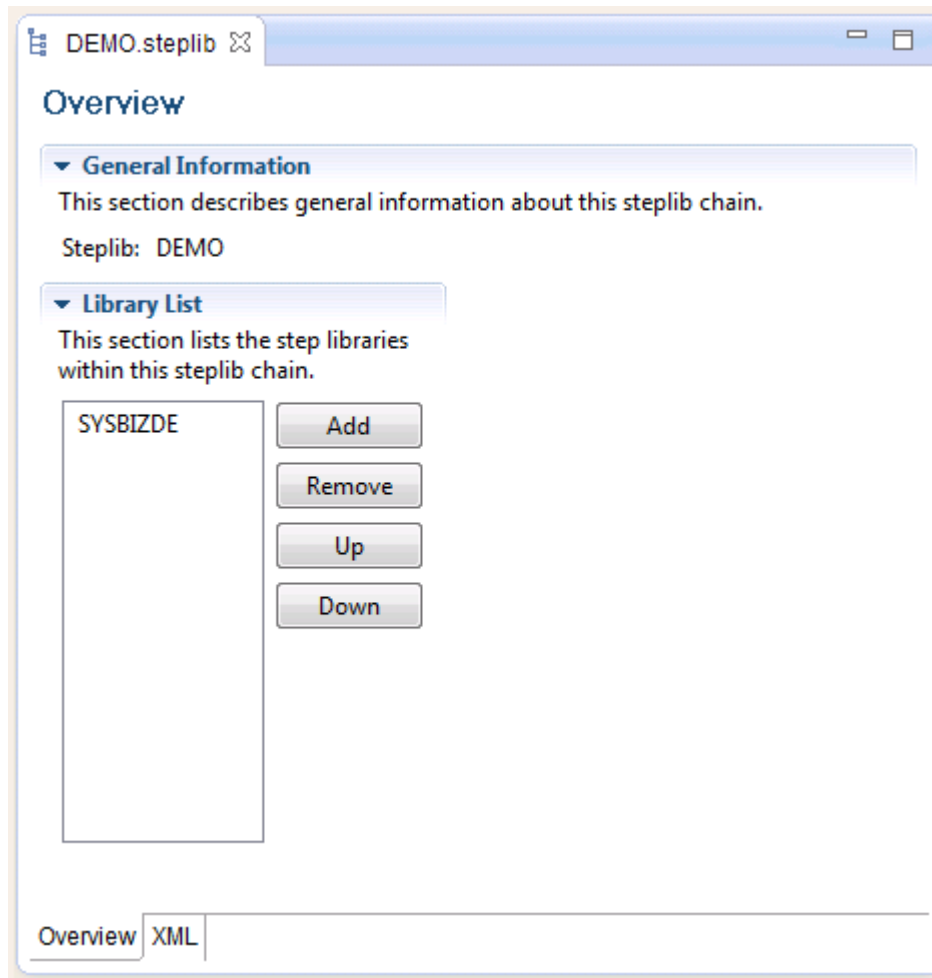 DEMO.steplib
Overview
General Information
This section describes general information about this steplib chain.
Steplib: DEMO
Library List
This section lists the step libraries
within this steplib chain.
SYSBIZDE
Add
Remove
Up
Down
Overview XML